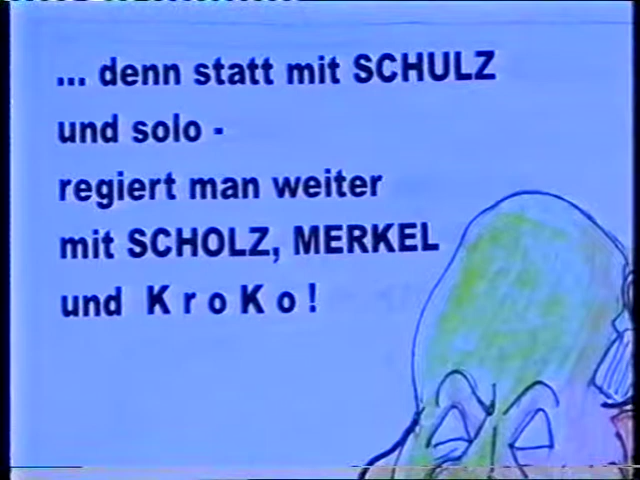 ... denn statt mit SCHULZ
und solo -
regiert man weiter
mit SCHOLZ, MERKEL
und K r o K o !